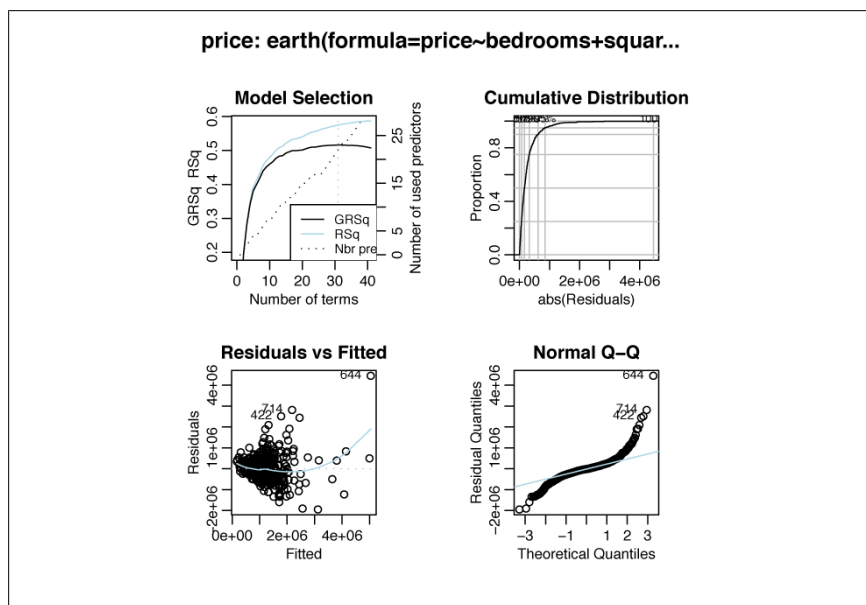 price: earth(formula=price~bedrooms+squar...
Model Selection
GRSq RSq
0.2 0.3 0.4 0.5 0.6
0 5 15 25
Number of used predictors
GRSq
RSq
Nbr pre
0 10 20 30 40
Number of terms
Cumulative Distribution
Proportion
0.0 0.4 0.8
100
0e+00 2e+06 4e+06
abs(Residuals)
Residuals vs Fitted
Residuals
-2e+06 1e+06 4e+06
644
714
422
0e+00 2e+06 4e+06
Fitted
Normal Q-Q
Residual Quantiles
-2e+06 1e+06 4e+06
644
714
422
-3 -1 1 2 3
Theoretical Quantiles